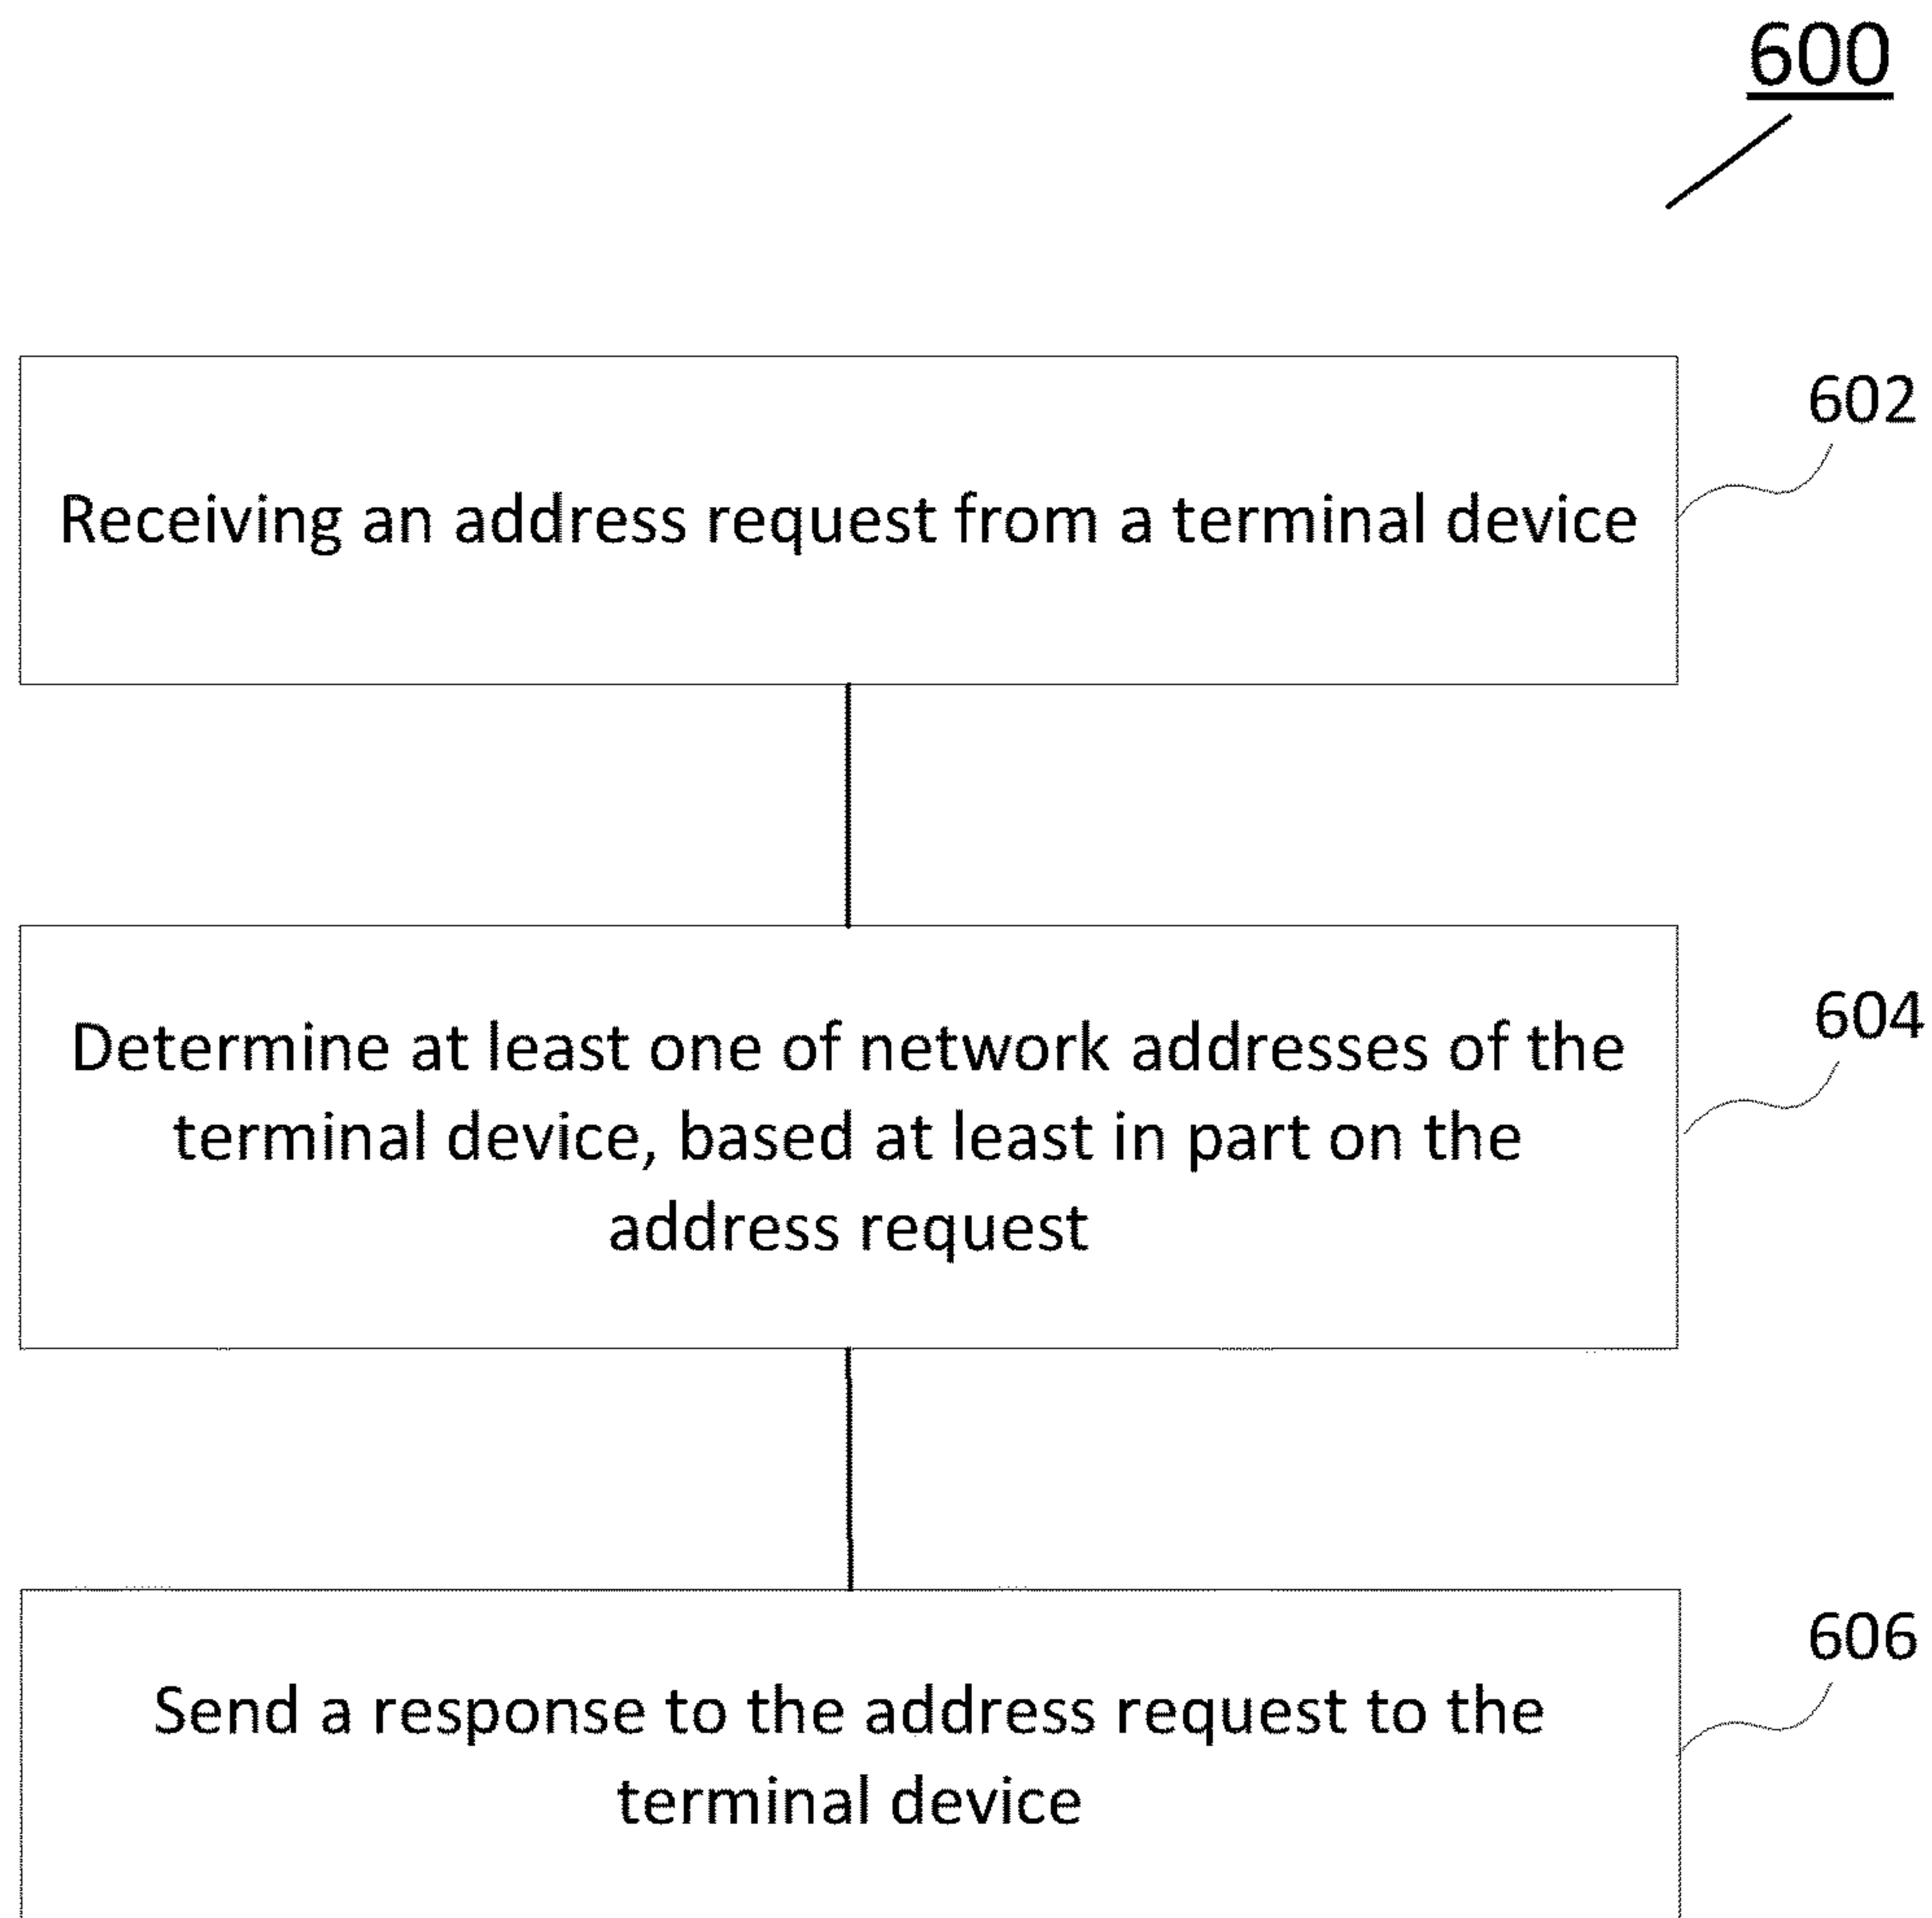 600
602
Receiving an address request from a terminal device
604
Determine at least one of network addresses of the
terminal device, based at least in part on the
address request
606
Send a response to the address request to the
terminal device